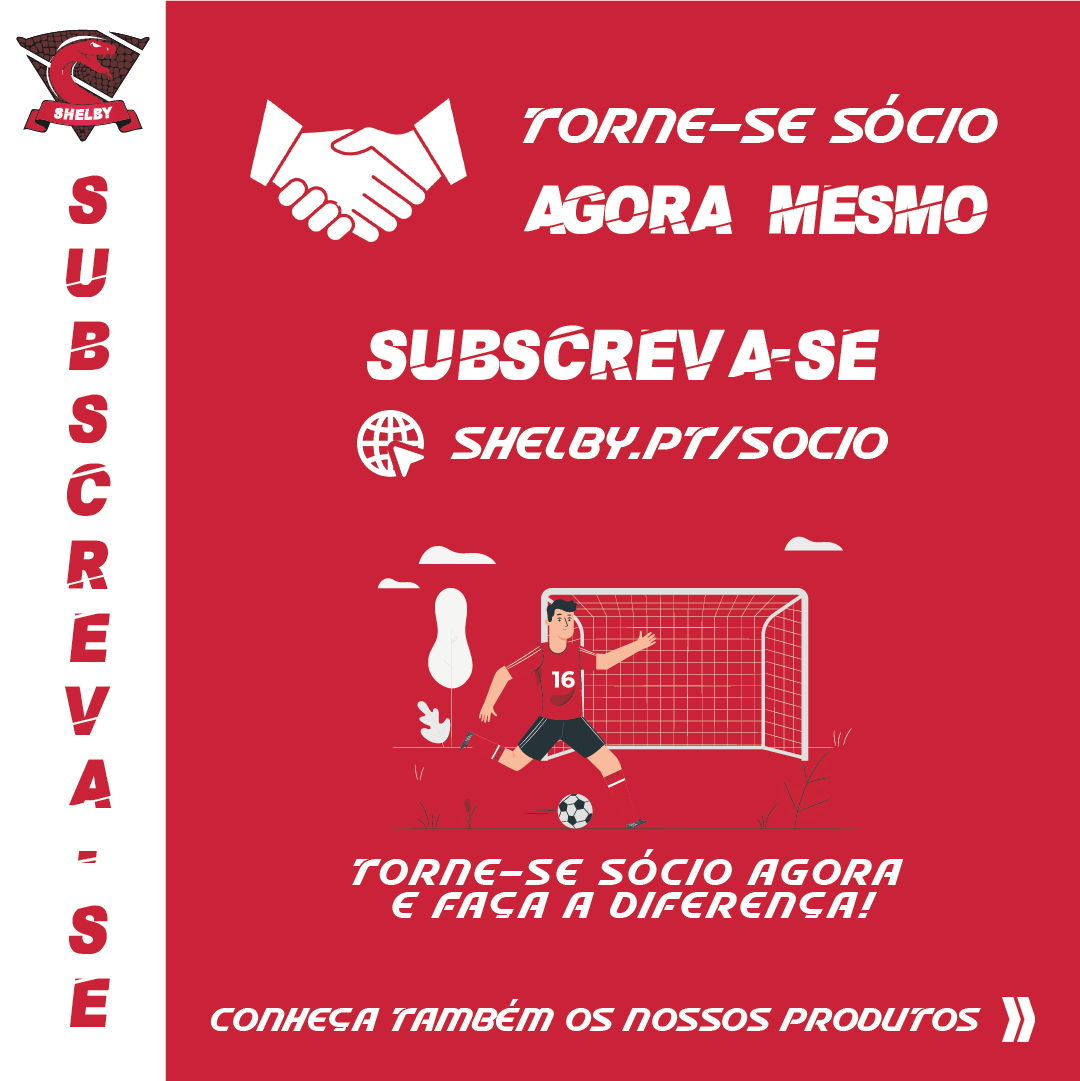 SHELBY
SUBSCREVA-SE
TORNE-SE SÓCIO
AGORA MESMO
SUBSCREVA-SE
SHELBY.PT/SOCIO
16
TORNE-SE SÓCIO AGORA
E FAÇA A DIFERENÇA!
CONHEÇA TAMBÉM OS NOSSOS PRODUTOS